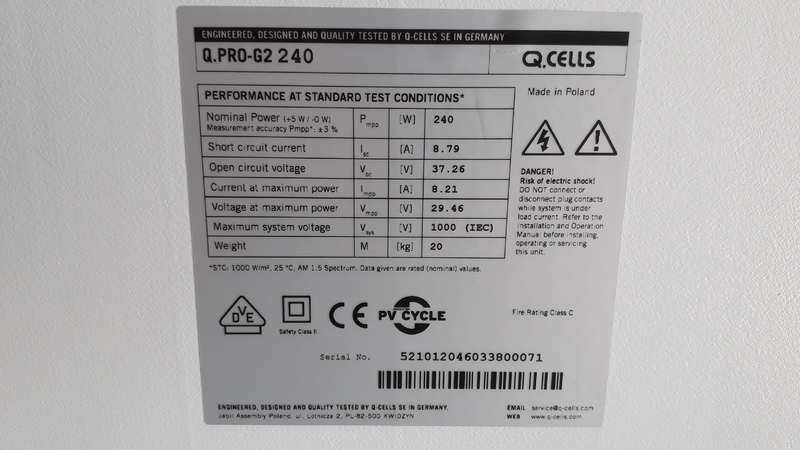 ENGINEERED, DESIGNED AND QUALITY TESTED BY Q-CELLS SE IN GERMANY
Q.PRO-G2 240
Q.CELLS
PERFORMANCE AT STANDARD TEST CONDITIONS*
Nominal Power (+5 W / -0 W)
Measurement accuracy Pmpp*: ±3 %
Pmpp [W] 240
Short circuit current Isc [A] 8.79
Open circuit voltage Voc [V] 37.26
Current at maximum power Impp [A] 8.21
Voltage at maximum power Vmpp [V] 29.46
Maximum system voltage Vsys [V] 1000 (IEC)
Weight M [kg] 20
*STC: 1000 W/m², 25 °C, AM 1.5 Spectrum. Data given are rated (nominal) values.
Made in Poland
DANGER!
Risk of electric shock!
DO NOT connect or
disconnect plug contacts
while system is under
load current. Refer to the
Installation and Operation
Manual before installing,
operating or servicing
this unit.
DVE
Safety Class II
CE
PV CYCLE
Fire Rating Class C
Serial No. 521012046033800071
ENGINEERED, DESIGNED AND QUALITY TESTED BY Q-CELLS SE IN GERMANY.
Jabil Assembly Poland, ul. Lotnicza 2, PL-82-500 KWIDZYN
EMAIL service@q-cells.com
WEB www.q-cells.com